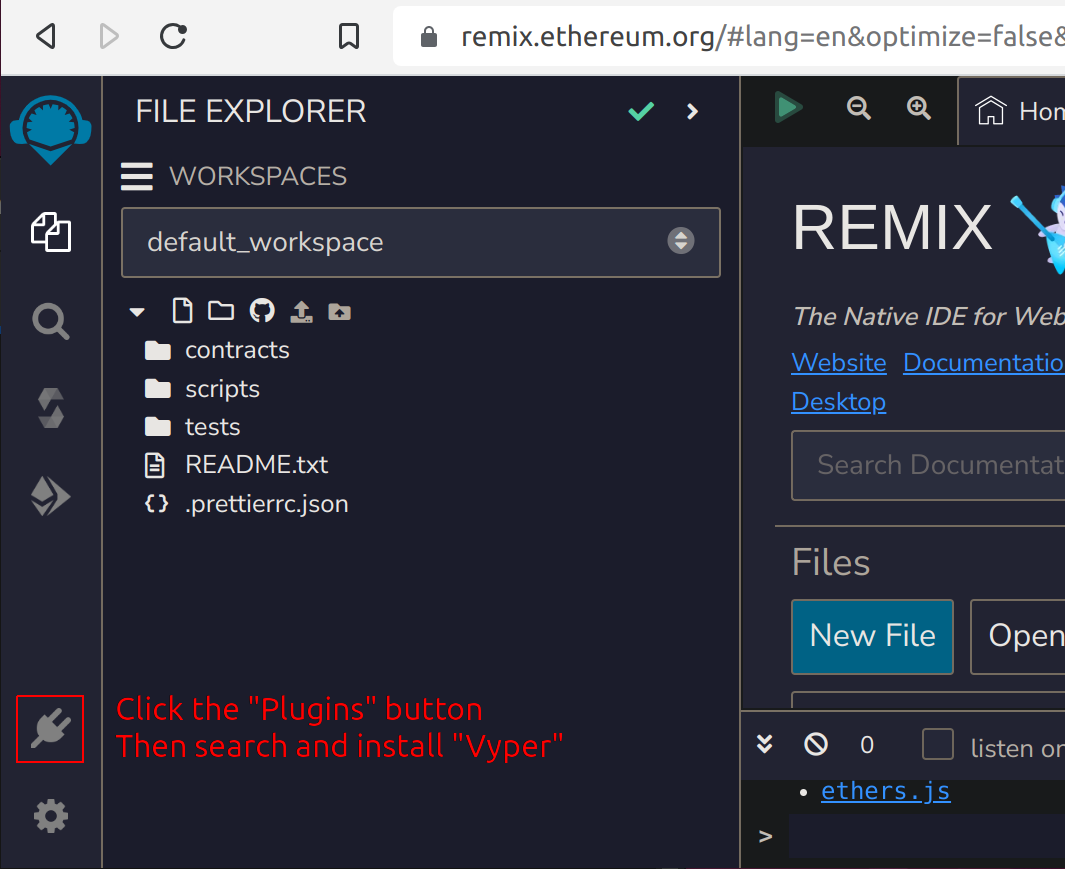 remix.ethereum.org/#lang=en&optimize=false&
FILE EXPLORER
WORKSPACES
default_workspace
contracts
scripts
tests
README.txt
.prettierrc.json
Click the "Plugins" button
Then search and install "Vyper"
Hom
REMIX
The Native IDE for Web
Website Documentatio
Desktop
Search Documentat
Files
New File Open
0 listen on
ethers.js
>